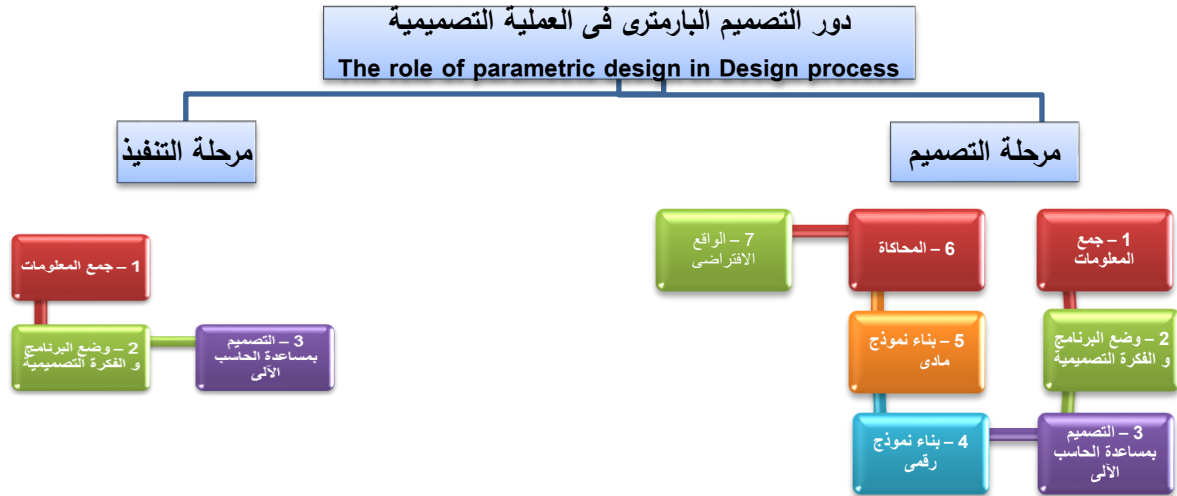 دور التصميم البارمترى فى العملية التصميمية
The role of parametric design in Design process
مرحلة التصميم
مرحلة التنفيذ
1 – جمع
المعلومات
2 – وضع البرنامج
و الفكرة التصميمية
3 – التصميم
بمساعدة الحاسب
الآلى
4 – بناء نموذج
رقمى
5 – بناء نموذج
مادى
6 – المحاكاة
7 – الواقع
الافتراضى
1 – جمع المعلومات
2 – وضع البرنامج
و الفكرة التصميمية
3 – التصميم
بمساعدة الحاسب
الآلى